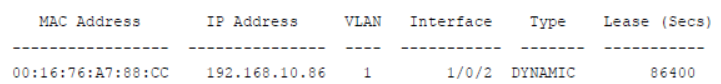 MAC Address IP Address VLAN Interface Type Lease (Secs)
----------------- --------------- ---- ----------- ------- -----------
00:16:76:A7:88:CC 192.168.10.86 1 1/0/2 DYNAMIC 86400